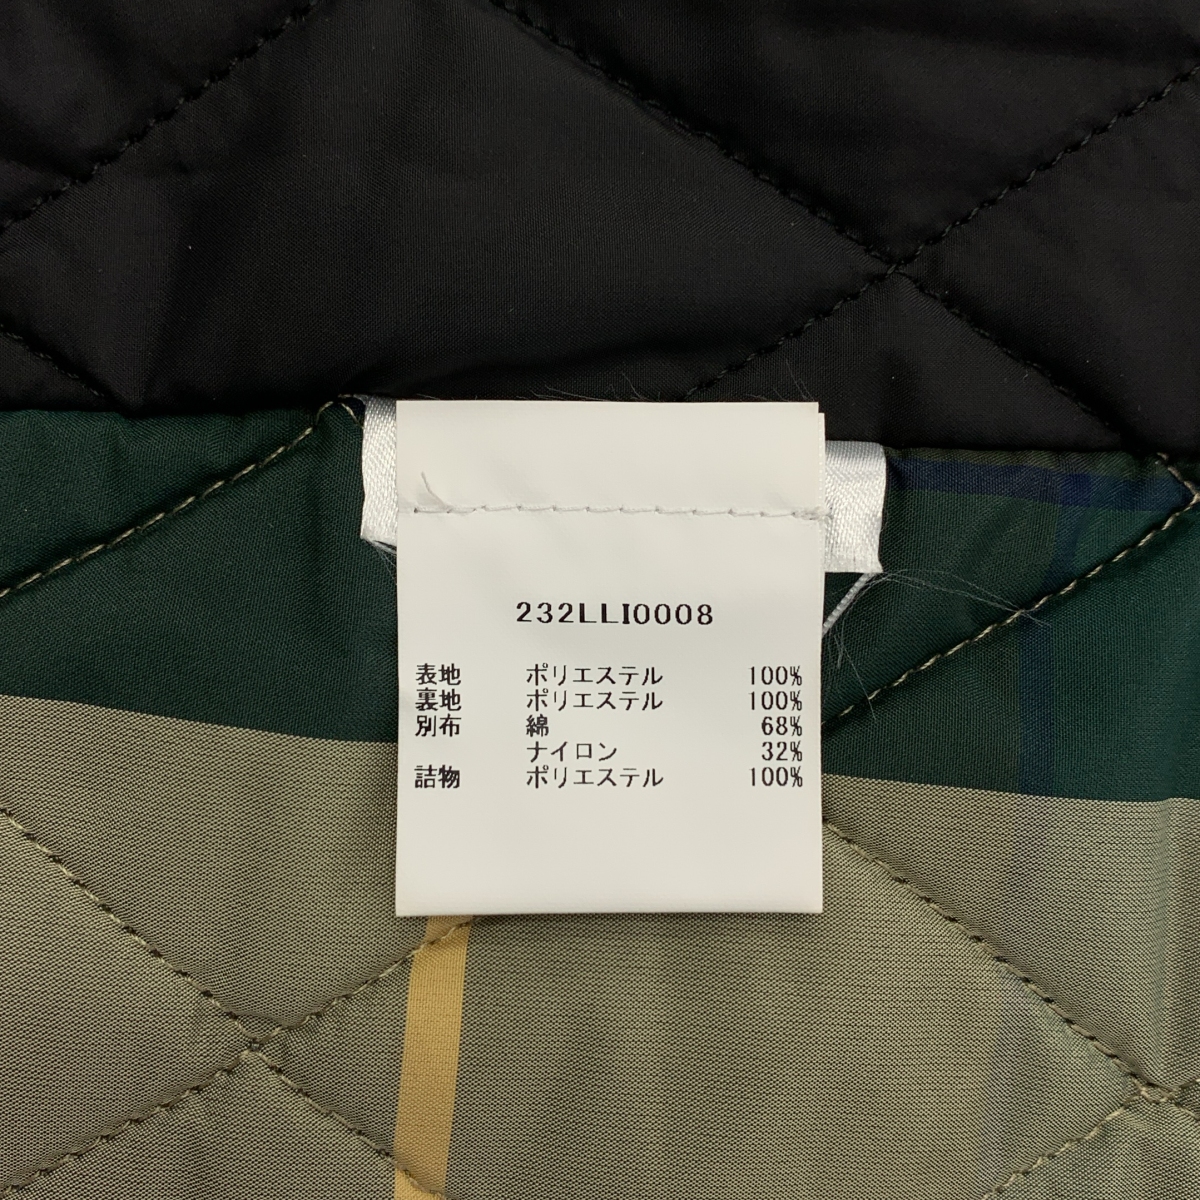 232LLI0008
表地 ポリエステル 100%
裏地 ポリエステル 100%
別布 綿 68%
ナイロン 32%
詰物 ポリエステル 100%